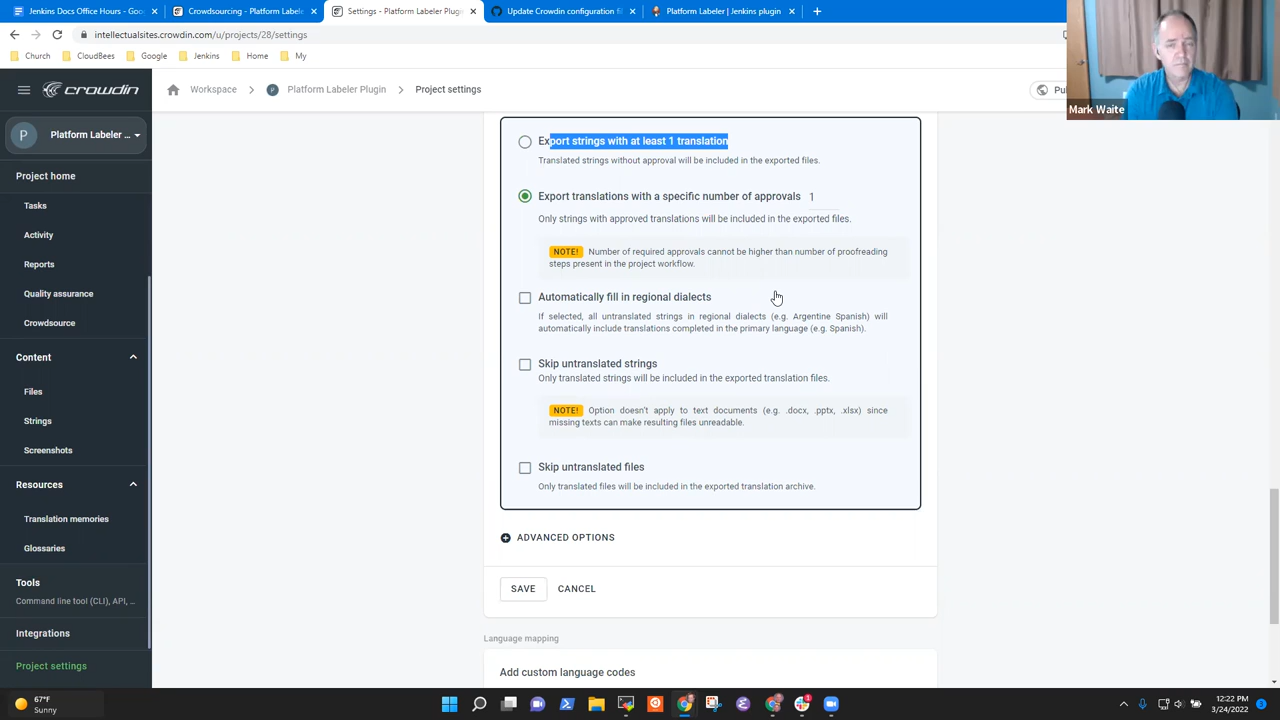 Jenkins Docs Office Hours - Goo
Crowdsourcing - Platform Labeler
Settings - Platform Labeler Plugin
Update Crowdin configuration fil
Platform Labeler | Jenkins plugin
intellectualsites.crowdin.com/u/projects/28/settings
Church
CloudBees
Google
Jenkins
Home
My
Mark Waite
crowdin
Workspace
Platform Labeler Plugin
Project settings
P
Platform Labeler ...
Project home
Tasks
Activity
Reports
Quality assurance
Crowdsource
Content
Files
Strings
Screenshots
Resources
Translation memories
Glossaries
Tools
Command line tool (CLI), API, ...
Integrations
Project settings
Export strings with at least 1 translation
Translated strings without approval will be included in the exported files.
Export translations with a specific number of approvals 1
Only strings with approved translations will be included in the exported files.
NOTE! Number of required approvals cannot be higher than number of proofreading
steps present in the project workflow.
Automatically fill in regional dialects
If selected, all untranslated strings in regional dialects (e.g. Argentine Spanish) will
automatically include translations completed in the primary language (e.g. Spanish).
Skip untranslated strings
Only translated strings will be included in the exported translation files.
NOTE! Option doesn't apply to text documents (e.g. .docx, .pptx, .xlsx) since
missing texts can make resulting files unreadable.
Skip untranslated files
Only translated files will be included in the exported translation archive.
ADVANCED OPTIONS
SAVE
CANCEL
Language mapping
Add custom language codes
67°F
Sunny
12:22 PM
3/24/2022